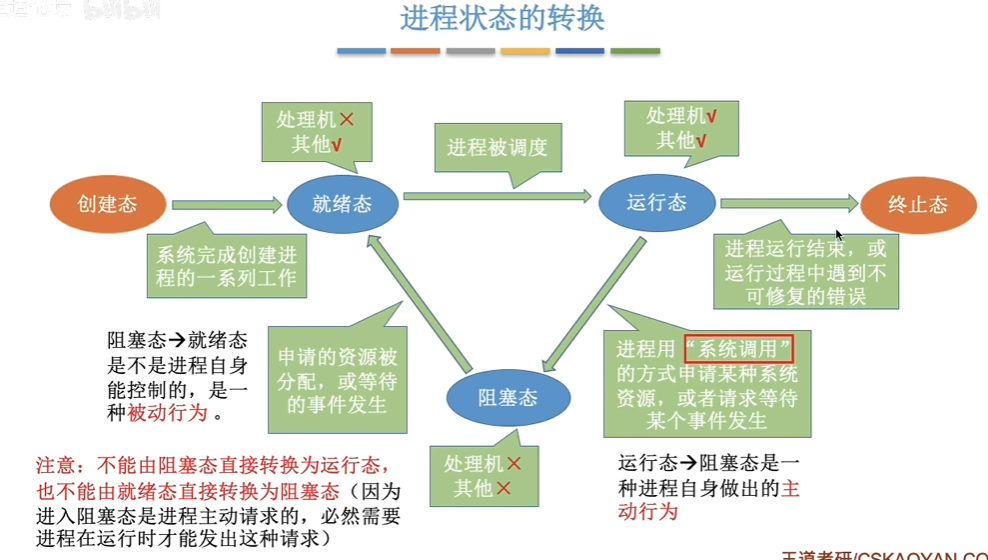 进程状态的转换
处理机×
其他√
进程被调度
处理机√
其他√
创建态
就绪态
运行态
终止态
系统完成创建进
程的一系列工作
进程运行结束，或
运行过程中遇到不
可修复的错误
阻塞态→就绪态
是不是进程自身
能控制的，是一
种被动行为 。
申请的资源被
分配，或等待
的事件发生
进程用“系统调用”
的方式申请某种系统
资源，或者请求等待
某个事件发生
阻塞态
处理机×
其他×
注意：不能由阻塞态直接转换为运行态，
也不能由就绪态直接转换为阻塞态（因为
进入阻塞态是进程主动请求的，必然需要
进程在运行时才能发出这种请求）
运行态→阻塞态是一
种进程自身做出的主
动行为
王道考研/CSKAOYAN.CO